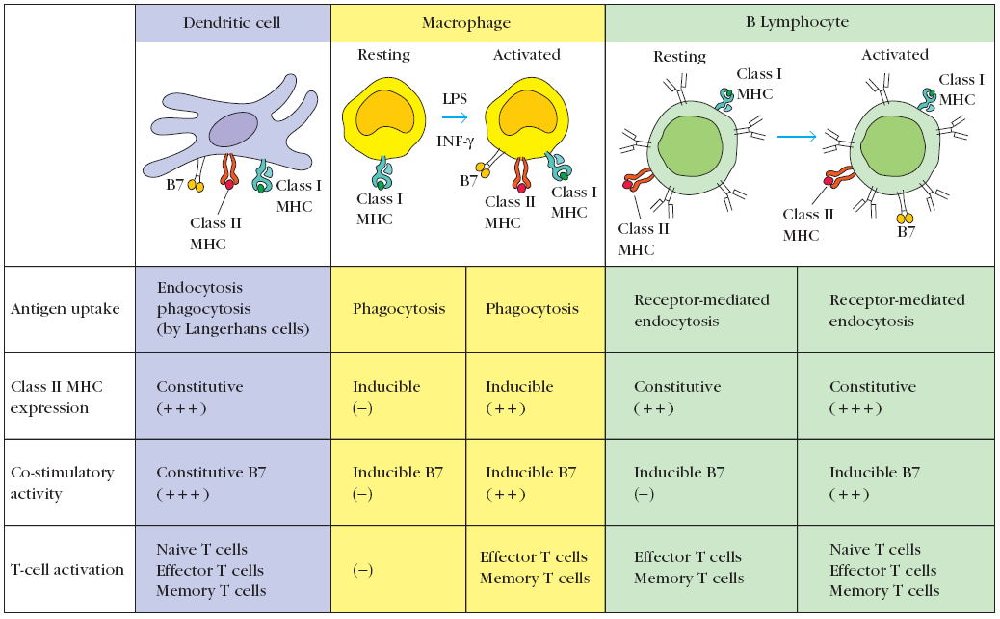 Dendritic cell
Macrophage
B Lymphocyte
Resting
Activated
Resting
Activated
LPS
INF-γ
B7
Class II
MHC
Class I
MHC
Class I
MHC
B7
Class II
MHC
Class I
MHC
Class I
MHC
Class II
MHC
Class I
MHC
Class II
MHC
B7
Antigen uptake
Endocytosis
phagocytosis
(by Langerhans cells)
Phagocytosis
Phagocytosis
Receptor-mediated
endocytosis
Receptor-mediated
endocytosis
Class II MHC
expression
Constitutive
(+++)
Inducible
(−)
Inducible
(++)
Constitutive
(++)
Constitutive
(+++)
Co-stimulatory
activity
Constitutive B7
(+++)
Inducible B7
(−)
Inducible B7
(++)
Inducible B7
(−)
Inducible B7
(++)
T-cell activation
Naive T cells
Effector T cells
Memory T cells
(−)
Effector T cells
Memory T cells
Effector T cells
Memory T cells
Naive T cells
Effector T cells
Memory T cells